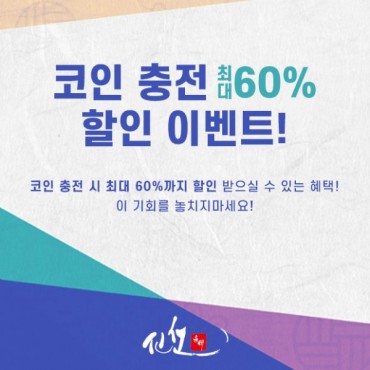 코인 충전 최대 60%
할인 이벤트!
코인 충전 시 최대 60%까지 할인 받으실 수 있는 혜택!
이 기회를 놓치지마세요!
신선